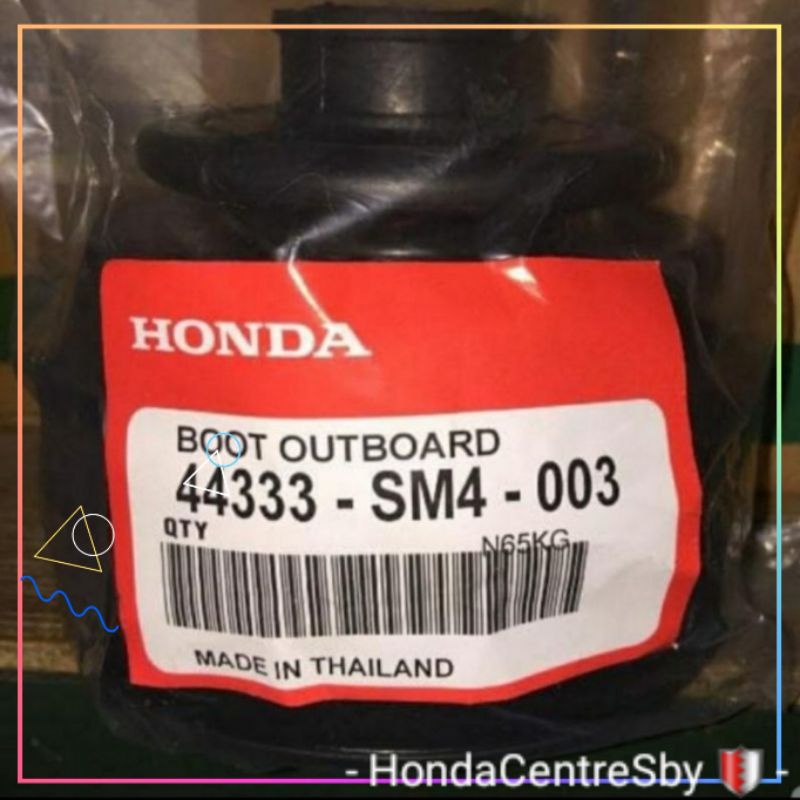 HONDA
BOOT OUTBOARD
44333 - SM4 - 003
QTY
N65KG
MADE IN THAILAND
- HondaCentreSby -